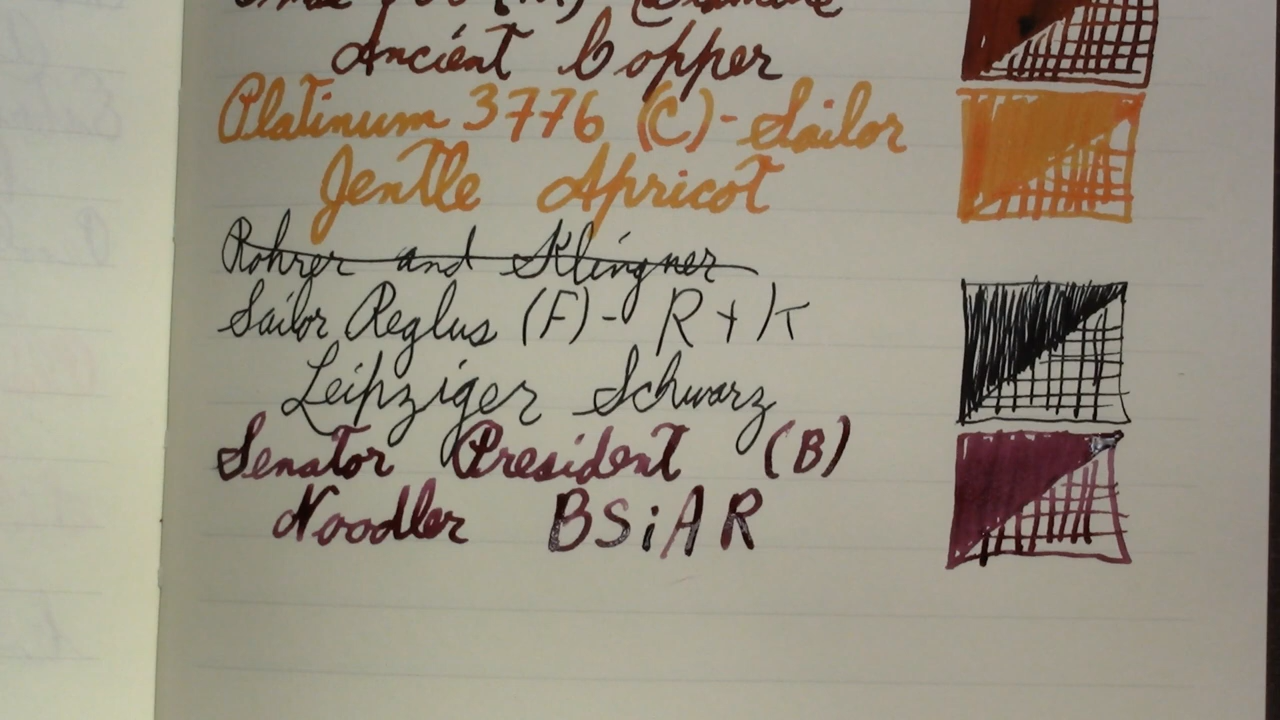 Ancient Copper
Platinum 3776 (C)- Sailor
Jentle Apricot
Rohrer and Klingner
Sailor Reglus (F)- R + K
Leipziger Schwarz
Senator President (B)
Noodler BSiAR